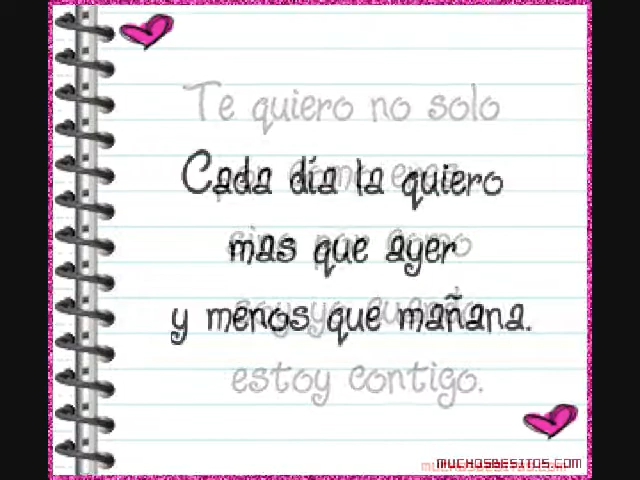 Te quiero no solo
Cada día la quiero
mas que ayer
y menos que mañana.
estoy contigo.
MUCHOSBESITOS.COM